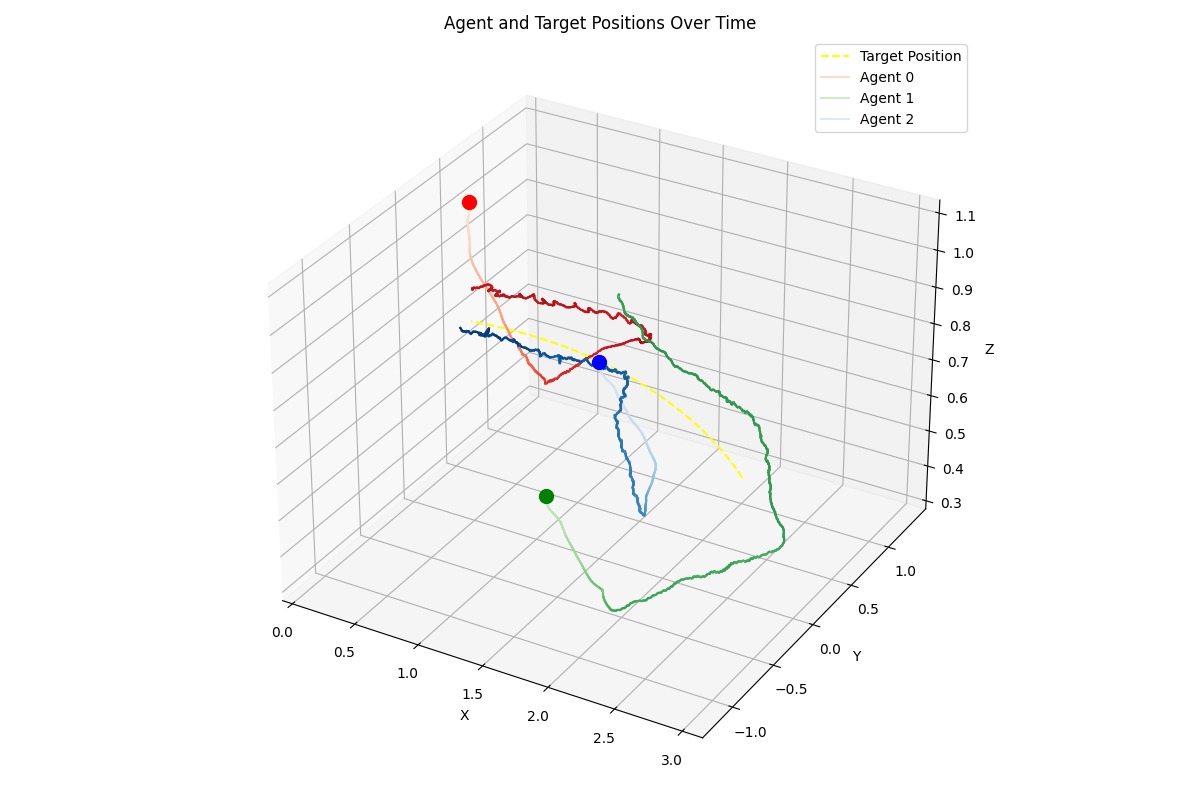 Agent and Target Positions Over Time
Target Position
Agent 0
Agent 1
Agent 2
1.1
1.0
0.9
0.8
0.7
0.6
0.5
0.4
0.3
Z
0.0
0.5
1.0
1.5
2.0
2.5
3.0
X
−1.0
−0.5
0.0
0.5
1.0
Y